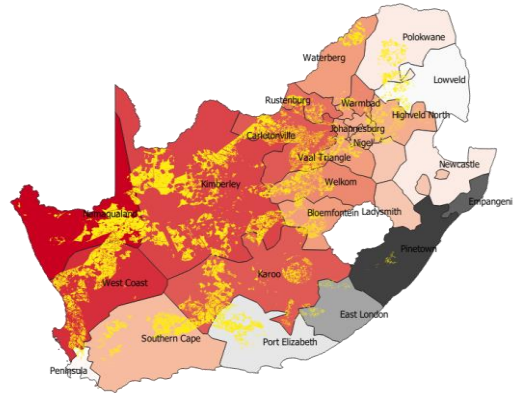 Polokwane
Waterberg
Lowveld
Rustenburg
Warmbad
Highveld North
Carletonville
Johannesburg
Nigel
Vaal Triangle
Newcastle
Kimberley
Welkom
Empangeni
Namaqualand
Bloemfontein
Ladysmith
Pinetown
Karoo
West Coast
East London
Southern Cape
Port Elizabeth
Peninsula